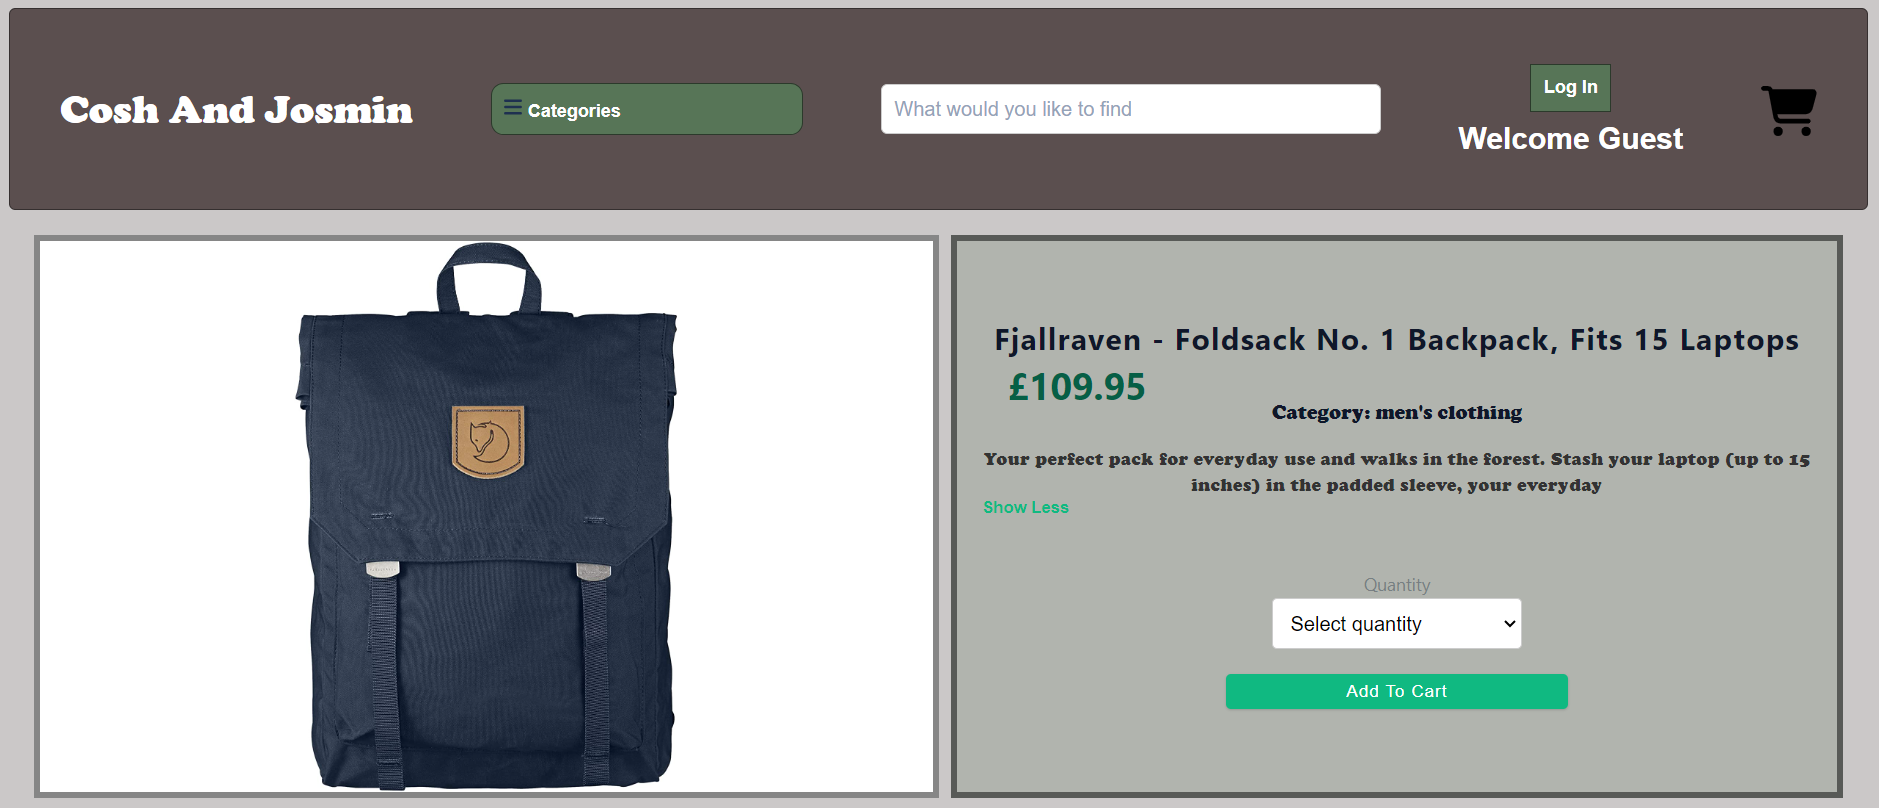 Cosh And Josmin
Categories
What would you like to find
Log In
Welcome Guest
Fjallraven - Foldsack No. 1 Backpack, Fits 15 Laptops
£109.95
Category: men's clothing
Your perfect pack for everyday use and walks in the forest. Stash your laptop (up to 15
inches) in the padded sleeve, your everyday
Show Less
Quantity
Select quantity
Add To Cart